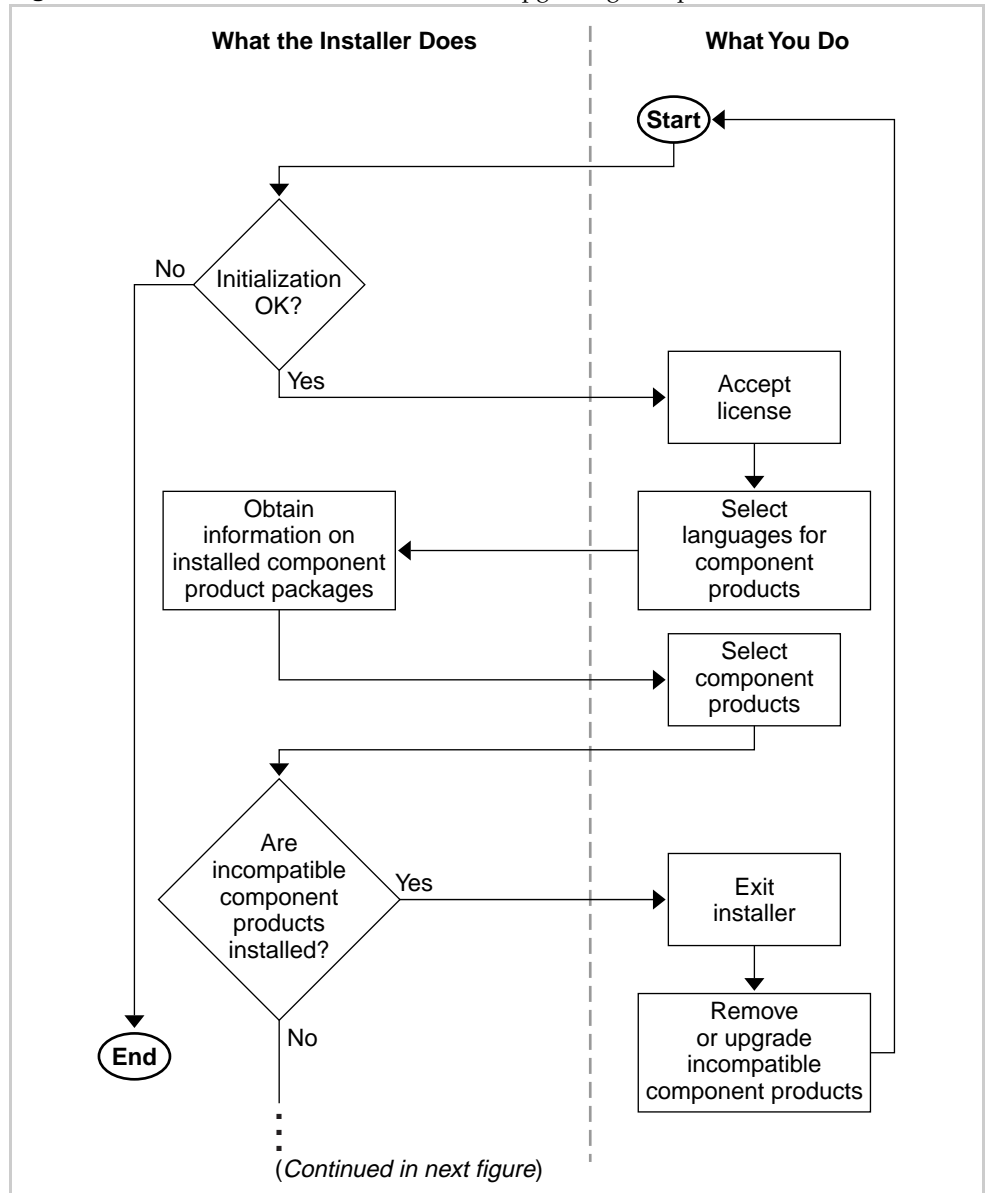 What the Installer Does
What You Do
Start
No
Initialization
OK?
Yes
Accept
license
Obtain
information on
installed component
product packages
Select
languages for
component
products
Select
component
products
Are
incompatible
component
products
installed?
Yes
Exit
installer
No
Remove
or upgrade
incompatible
component products
End
(Continued in next figure)